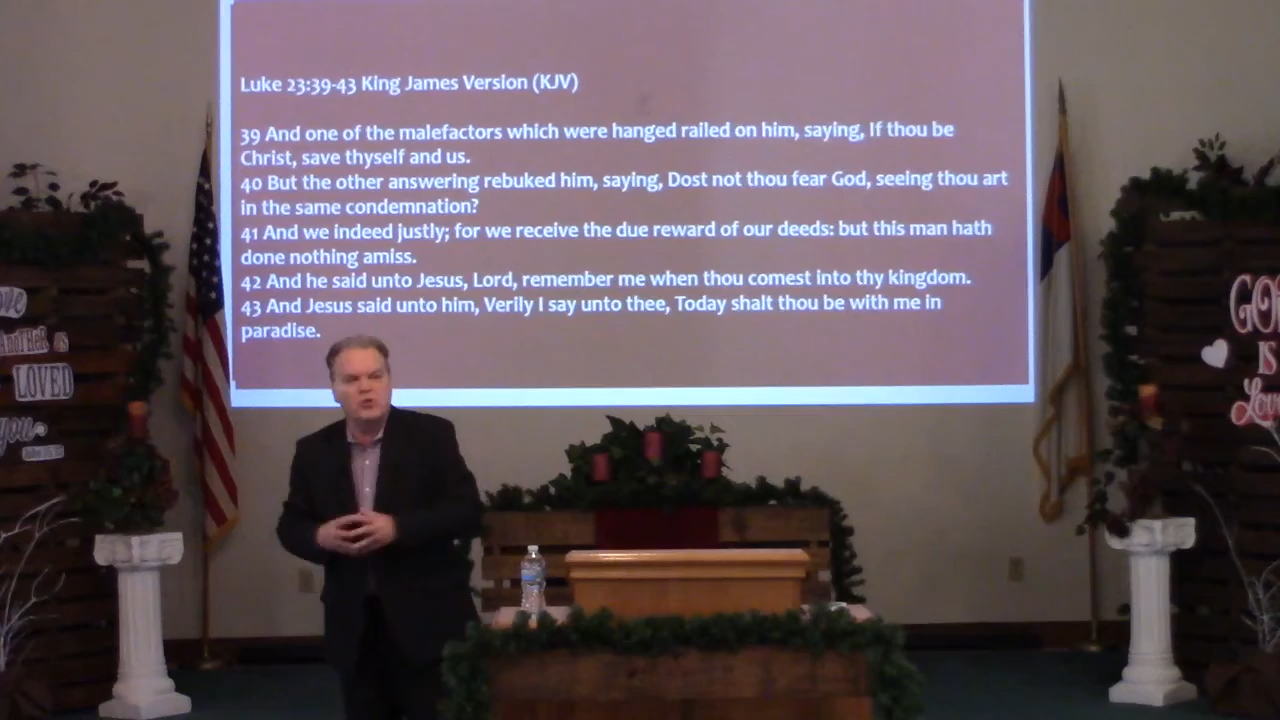 Luke 23:39-43 King James Version (KJV)
39 And one of the malefactors which were hanged railed on him, saying, If thou be
Christ, save thyself and us.
40 But the other answering rebuked him, saying, Dost not thou fear God, seeing thou art
in the same condemnation?
41 And we indeed justly; for we receive the due reward of our deeds: but this man hath
done nothing amiss.
42 And he said unto Jesus, Lord, remember me when thou comest into thy kingdom.
43 And Jesus said unto him, Verily I say unto thee, Today shalt thou be with me in
paradise.
AnotHeR as
LOVED
you
IS